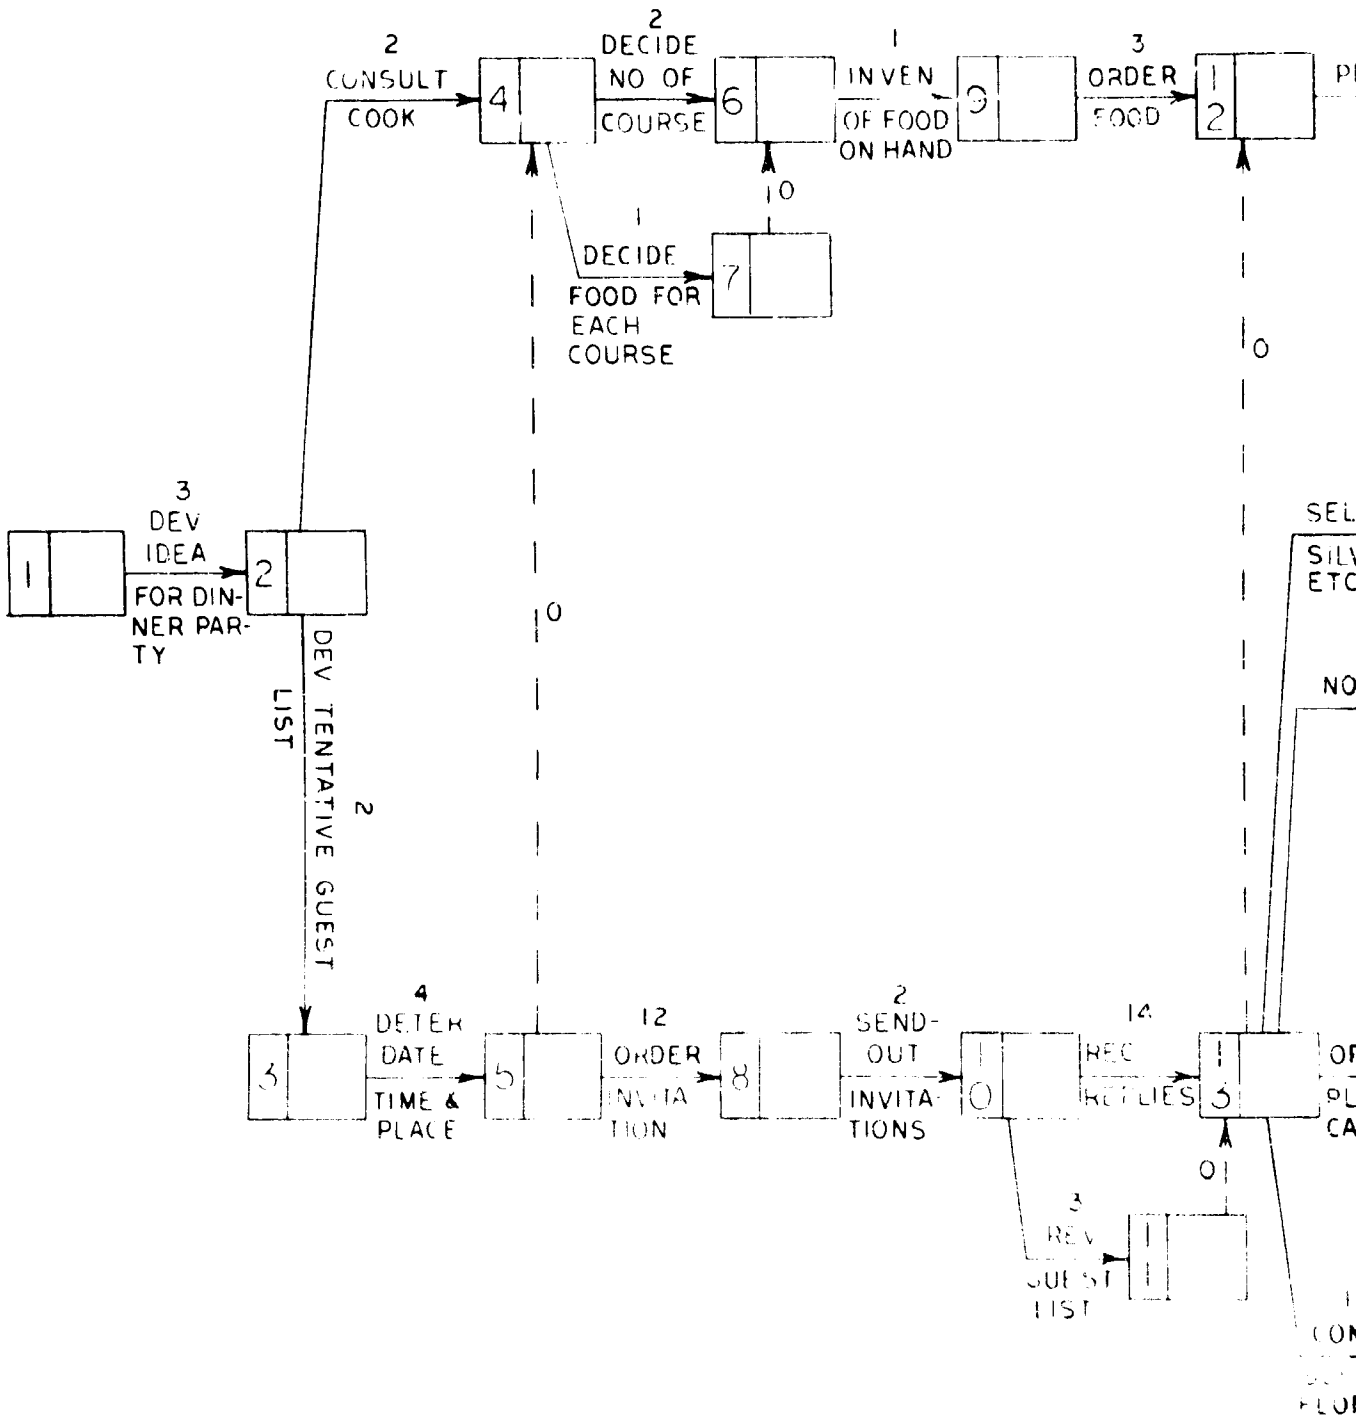 2
CONSULT
COOK
4
2
DECIDE
NO OF
COURSE
6
1
INVEN
OF FOOD
ON HAND
9
3
ORDER
FOOD
1
2
0
1
DECIDE
FOOD FOR
EACH
COURSE
7
0
1
3
DEV
IDEA
FOR DIN-
NER PAR-
TY
2
0
DEV TENTATIVE GUEST
LIST
2
3
4
DETER
DATE
TIME &
PLACE
5
12
ORDER
INVITA
TION
8
2
SEND-
OUT
INVITA-
TIONS
1
0
14
REC
REPLIES
1
3
0
3
REV
GUEST
LIST
1
1
SEL
SILV
ETC
NO
PL
CA
1
CON